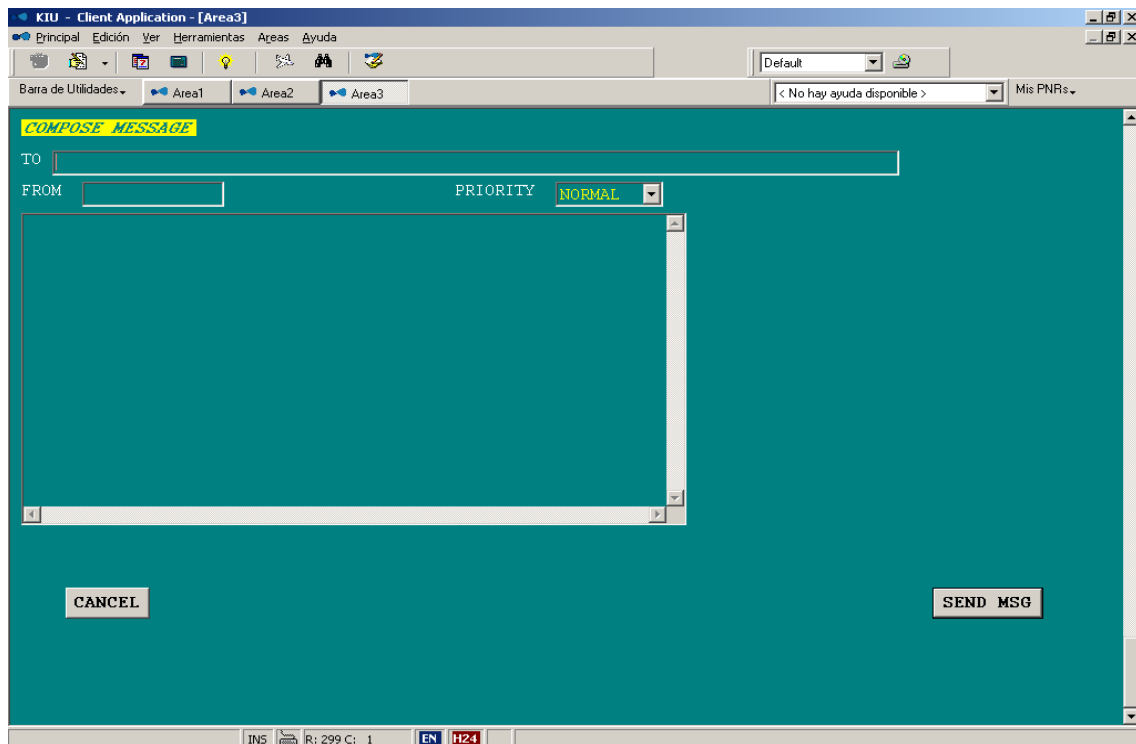 KIU - Client Application - [Area3]
Principal Edición Ver Herramientas Areas Ayuda
Default
Barra de Utilidades Area1 Area2 Area3 < No hay ayuda disponible > Mis PNRs
COMPOSE MESSAGE
TO
FROM PRIORITY NORMAL
CANCEL SEND MSG
INS R: 299 C: 1 EN H24